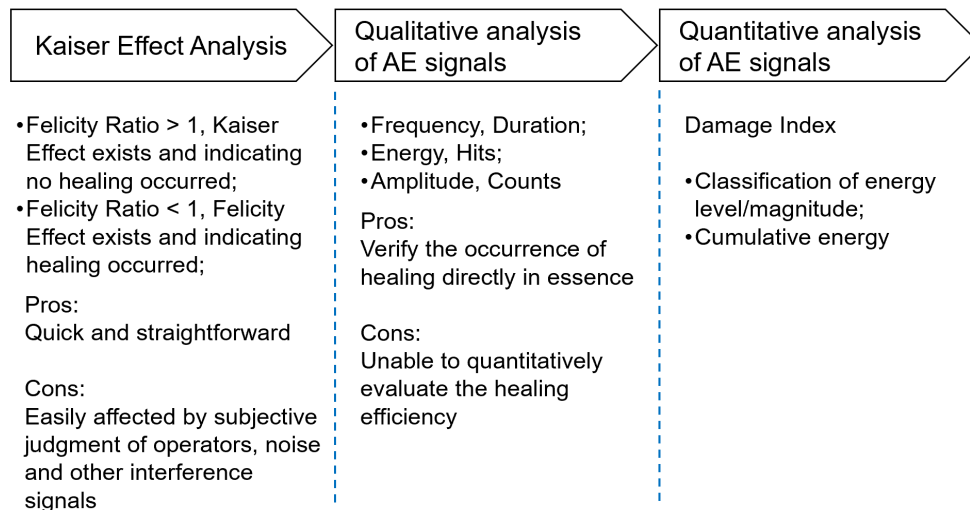 Kaiser Effect Analysis
•Felicity Ratio > 1, Kaiser
Effect exists and indicating
no healing occurred;
•Felicity Ratio < 1, Felicity
Effect exists and indicating
healing occurred;
Pros:
Quick and straightforward
Cons:
Easily affected by subjective
judgment of operators, noise
and other interference
signals
Qualitative analysis
of AE signals
•Frequency, Duration;
•Energy, Hits;
•Amplitude, Counts
Pros:
Verify the occurrence of
healing directly in essence
Cons:
Unable to quantitatively
evaluate the healing
efficiency
Quantitative analysis
of AE signals
Damage Index
•Classification of energy
level/magnitude;
•Cumulative energy